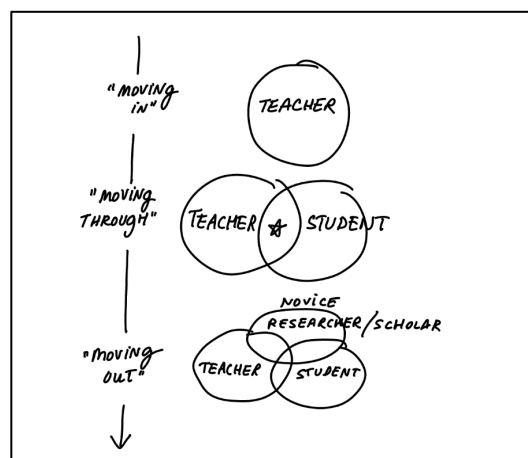 "MOVING
IN"
TEACHER
"MOVING
THROUGH"
TEACHER
STUDENT
NOVICE
RESEARCHER/SCHOLAR
"MOVING
OUT"
TEACHER
STUDENT